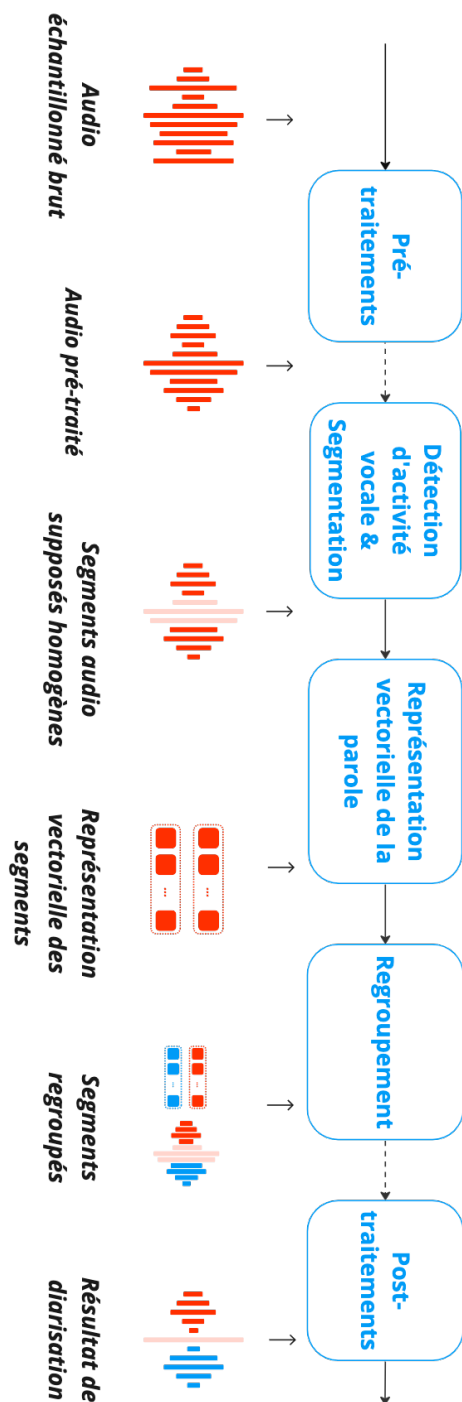 Pré-
traitements
Détection
d'activité
vocale &
Segmentation
Représentation
vectorielle de la
parole
Regroupement
Post-
traitements
...
...
...
...
Audio
échantillonné brut
Audio pré-traité
Segments audio
supposés homogènes
Représentation
vectorielle des
segments
Segments
regroupés
Résultat de
diarisation